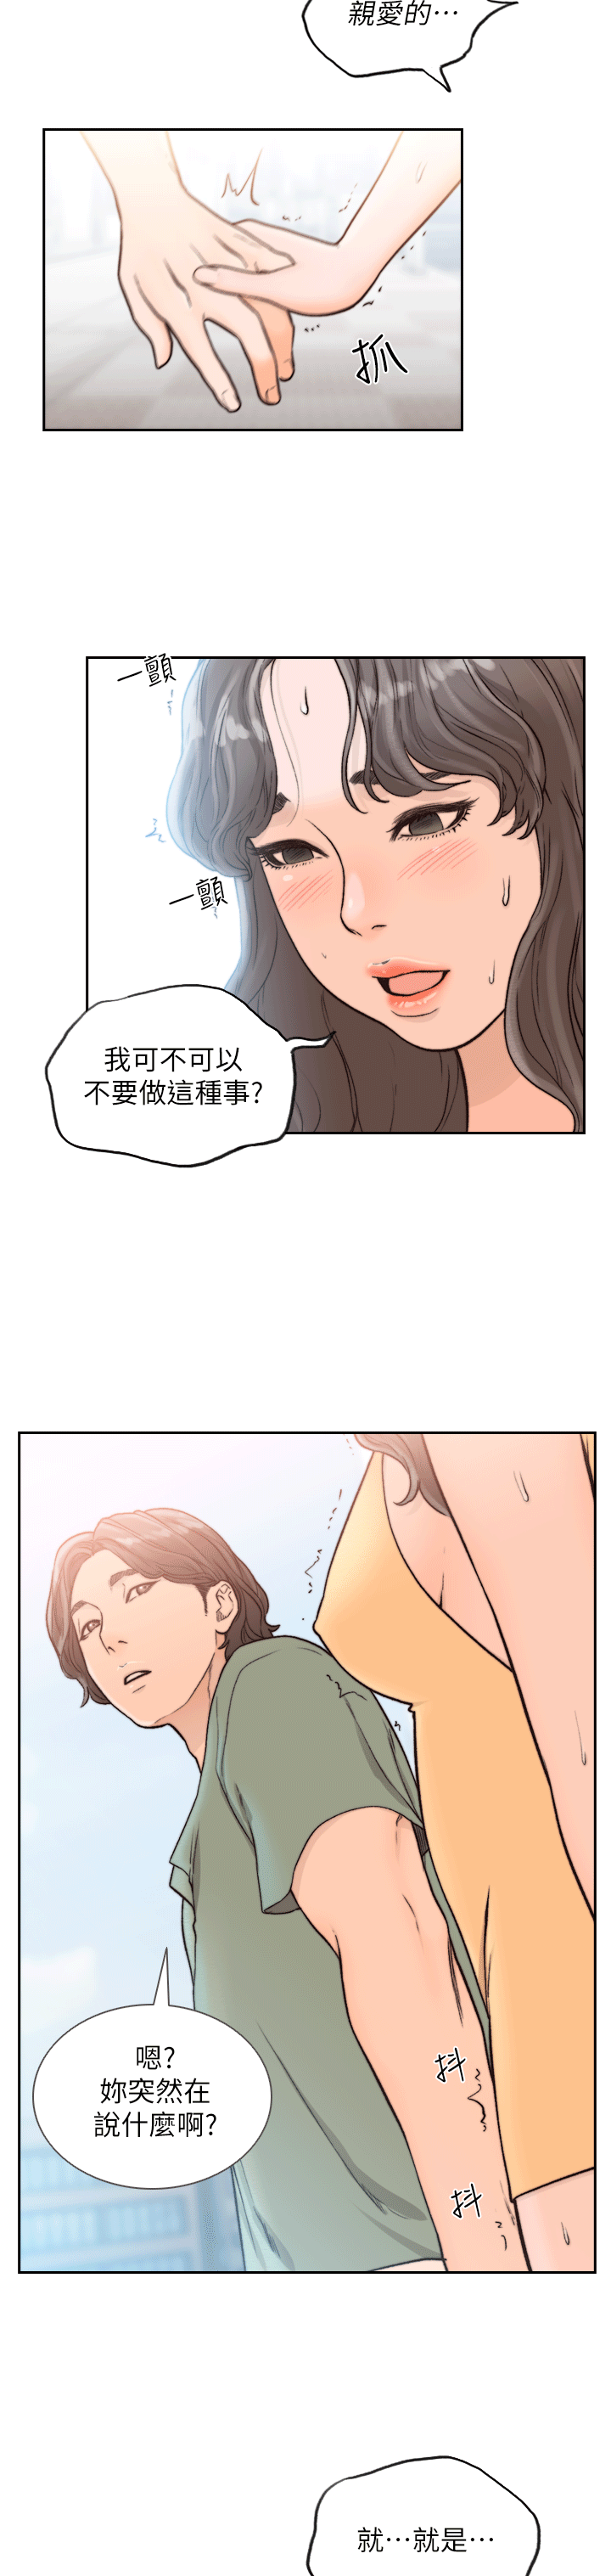 親愛的…
抓
一顫
一顫
我可不可以
不要做這種事?
嗯?
妳突然在
說什麼啊?
抖
抖
就…就是…